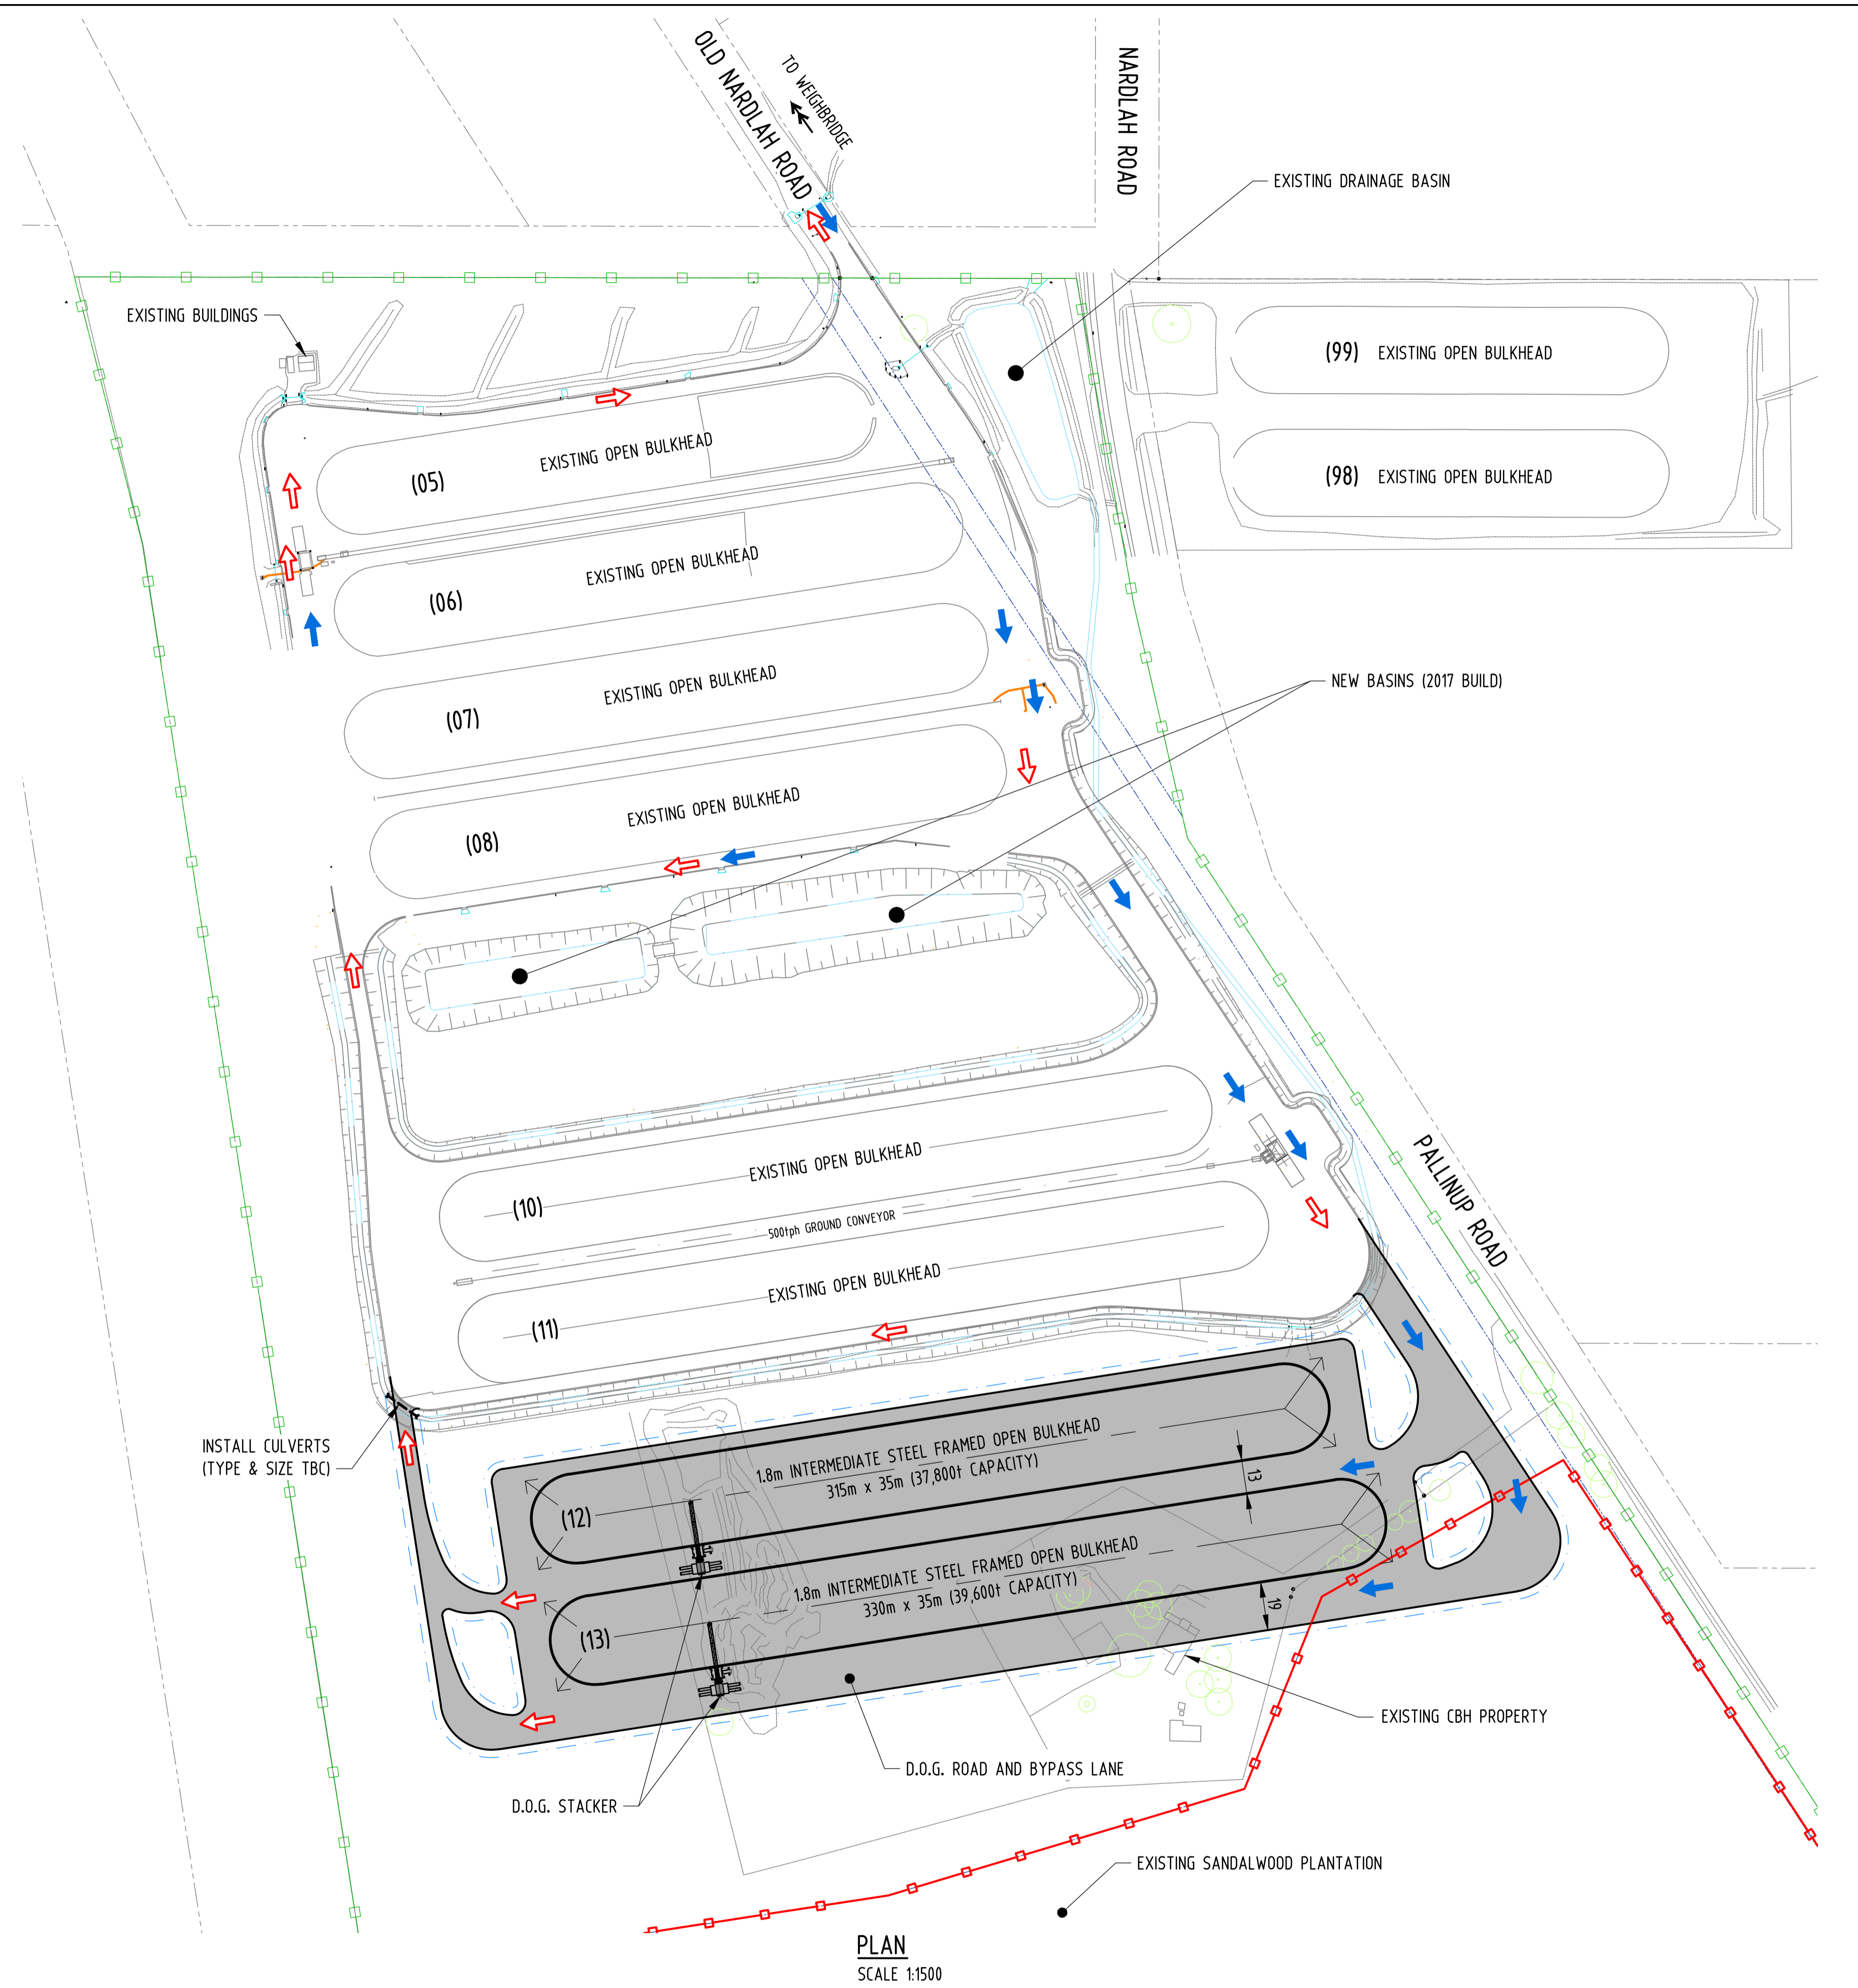 OLD NARDLAH ROAD
TO WEIGHBRIDGE
NARDLAH ROAD
EXISTING DRAINAGE BASIN
EXISTING BUILDINGS
(99) EXISTING OPEN BULKHEAD
(98) EXISTING OPEN BULKHEAD
(05) EXISTING OPEN BULKHEAD
(06) EXISTING OPEN BULKHEAD
(07) EXISTING OPEN BULKHEAD
NEW BASINS (2017 BUILD)
(08) EXISTING OPEN BULKHEAD
PALLINUP ROAD
(10) EXISTING OPEN BULKHEAD
500tph GROUND CONVEYOR
(11) EXISTING OPEN BULKHEAD
INSTALL CULVERTS
(TYPE & SIZE TBC)
(12) 1.8m INTERMEDIATE STEEL FRAMED OPEN BULKHEAD
315m x 35m (37,800t CAPACITY)
13
(13) 1.8m INTERMEDIATE STEEL FRAMED OPEN BULKHEAD
330m x 35m (39,600t CAPACITY)
19
EXISTING CBH PROPERTY
D.O.G. ROAD AND BYPASS LANE
D.O.G. STACKER
EXISTING SANDALWOOD PLANTATION
PLAN
SCALE 1:1500